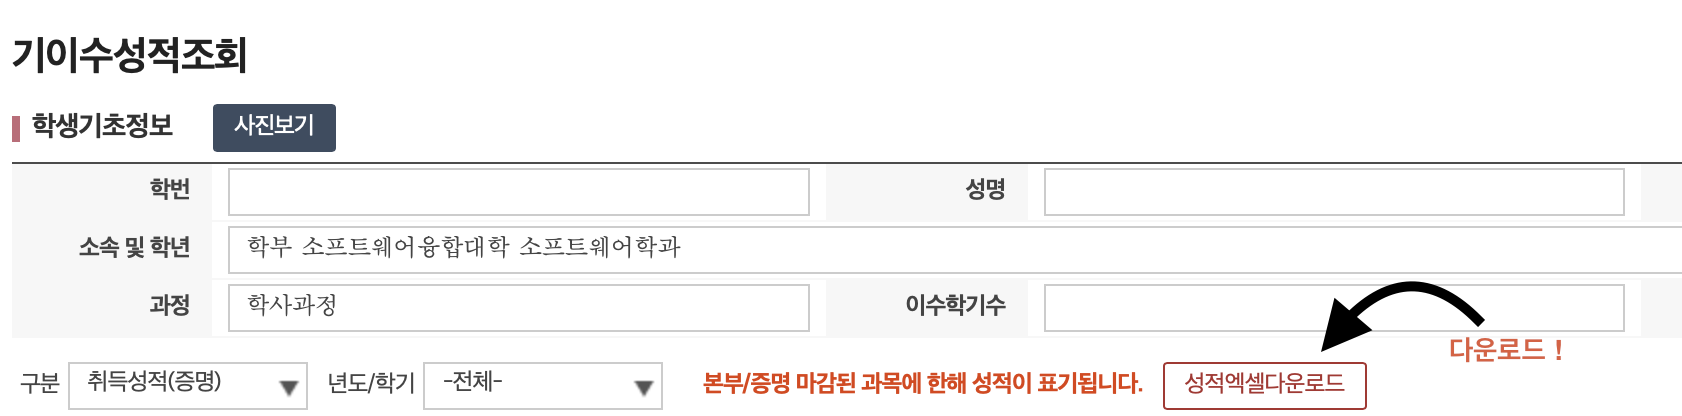 기이수성적조회
학생기초정보 사진보기
학번 성명
소속 및 학년 학부 소프트웨어융합대학 소프트웨어학과
과정 학사과정 이수학기수
다운로드 !
구분 취득성적(증명) 년도/학기 -전체- 본부/증명 마감된 과목에 한해 성적이 표기됩니다. 성적엑셀다운로드